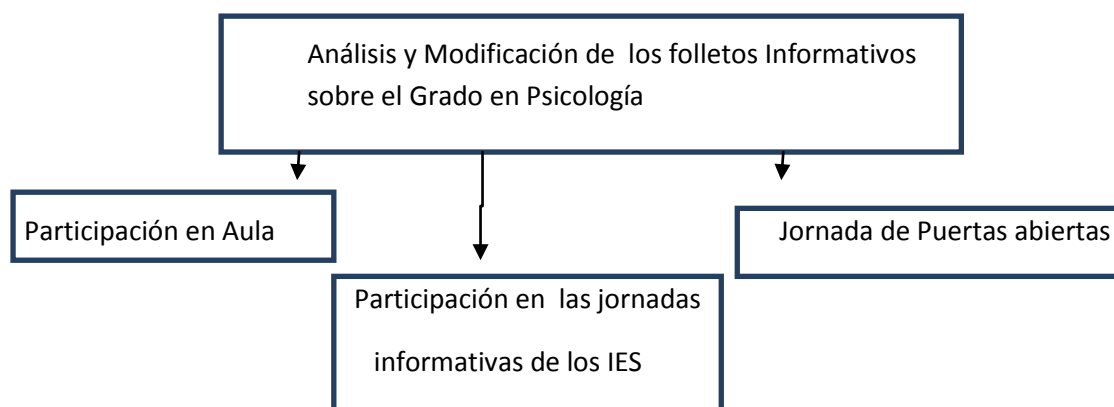 Análisis y Modificación de los folletos Informativos
sobre el Grado en Psicología
Participación en Aula
Jornada de Puertas abiertas
Participación en las jornadas
informativas de los IES